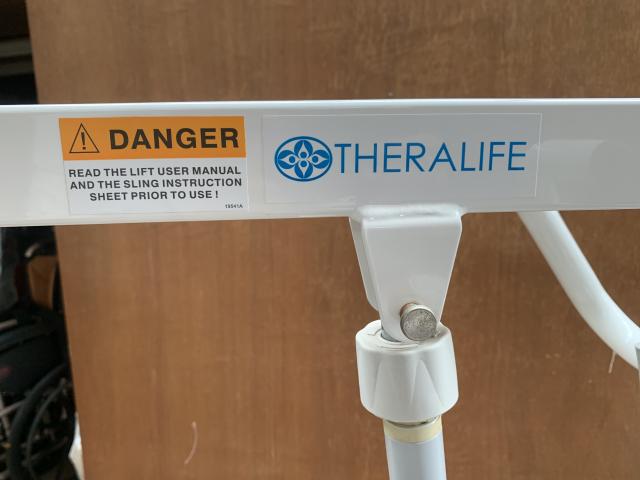 DANGER
READ THE LIFT USER MANUAL
AND THE SLING INSTRUCTION
SHEET PRIOR TO USE !
19541A
THERALIFE